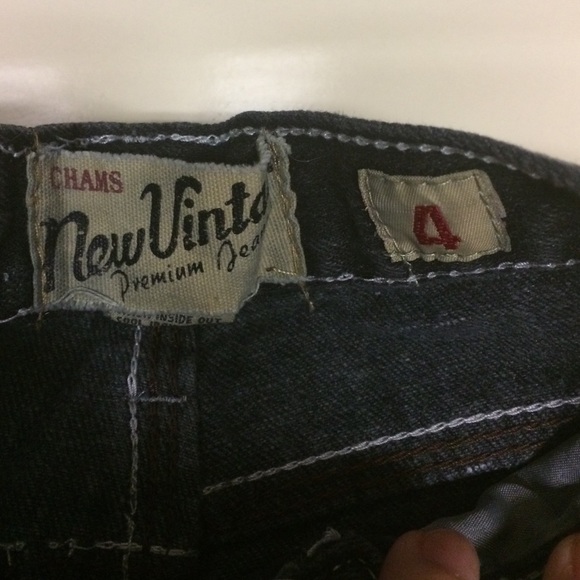 CHAMS
New Vinta
Premium Jea
INSIDE OUT
4